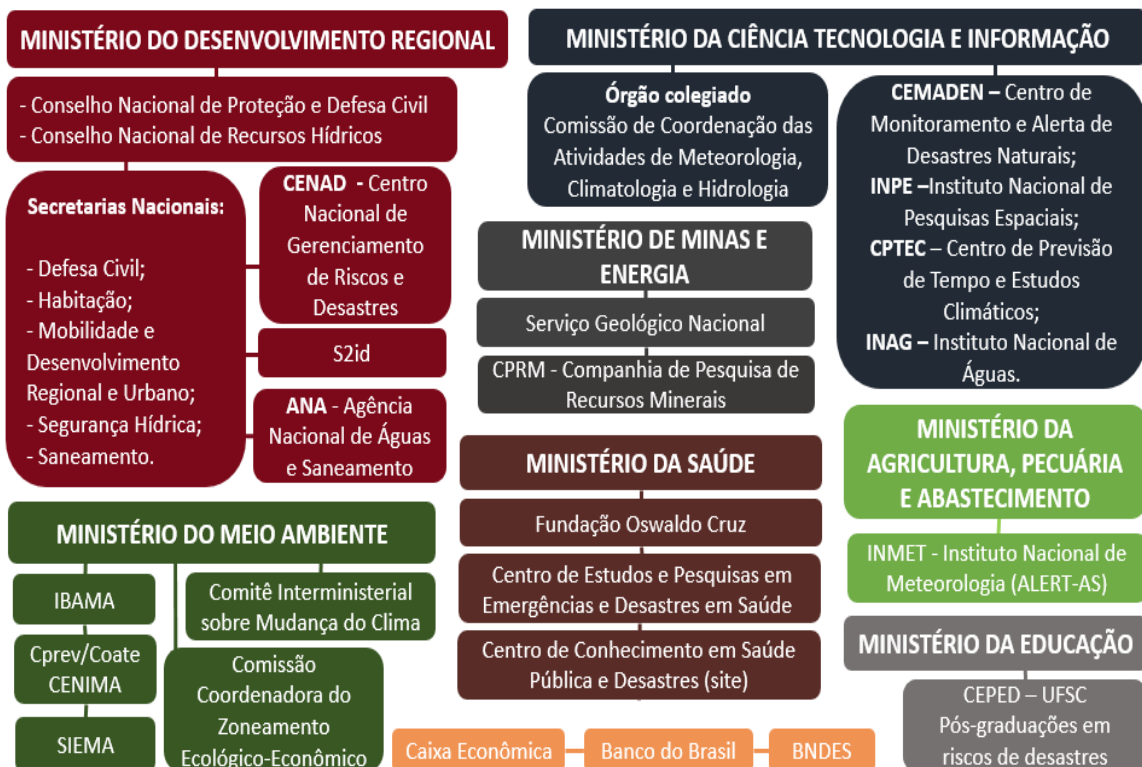 MINISTÉRIO DO DESENVOLVIMENTO REGIONAL
- Conselho Nacional de Proteção e Defesa Civil
- Conselho Nacional de Recursos Hídricos
Secretarias Nacionais:
- Defesa Civil;
- Habitação;
- Mobilidade e
Desenvolvimento
Regional e Urbano;
- Segurança Hídrica;
- Saneamento.
CENAD - Centro
Nacional de
Gerenciamento
de Riscos e
Desastres
S2id
ANA - Agência
Nacional de Águas
e Saneamento
MINISTÉRIO DA CIÊNCIA TECNOLOGIA E INFORMAÇÃO
Órgão colegiado
Comissão de Coordenação das
Atividades de Meteorologia,
Climatologia e Hidrologia
CEMADEN – Centro de
Monitoramento e Alerta de
Desastres Naturais;
INPE –Instituto Nacional de
Pesquisas Espaciais;
CPTEC – Centro de Previsão
de Tempo e Estudos
Climáticos;
INAG – Instituto Nacional de
Águas.
MINISTÉRIO DE MINAS E
ENERGIA
Serviço Geológico Nacional
CPRM - Companhia de Pesquisa de
Recursos Minerais
MINISTÉRIO DA SAÚDE
Fundação Oswaldo Cruz
Centro de Estudos e Pesquisas em
Emergências e Desastres em Saúde
Centro de Conhecimento em Saúde
Pública e Desastres (site)
MINISTÉRIO DA
AGRICULTURA, PECUÁRIA
E ABASTECIMENTO
INMET - Instituto Nacional de
Meteorologia (ALERT-AS)
MINISTÉRIO DO MEIO AMBIENTE
IBAMA
Cprev/Coate
CENIMA
SIEMA
Comitê Interministerial
sobre Mudança do Clima
Comissão
Coordenadora do
Zoneamento
Ecológico-Econômico
MINISTÉRIO DA EDUCAÇÃO
CEPED – UFSC
Pós-graduações em
riscos de desastres
Caixa Econômica
Banco do Brasil
BNDES